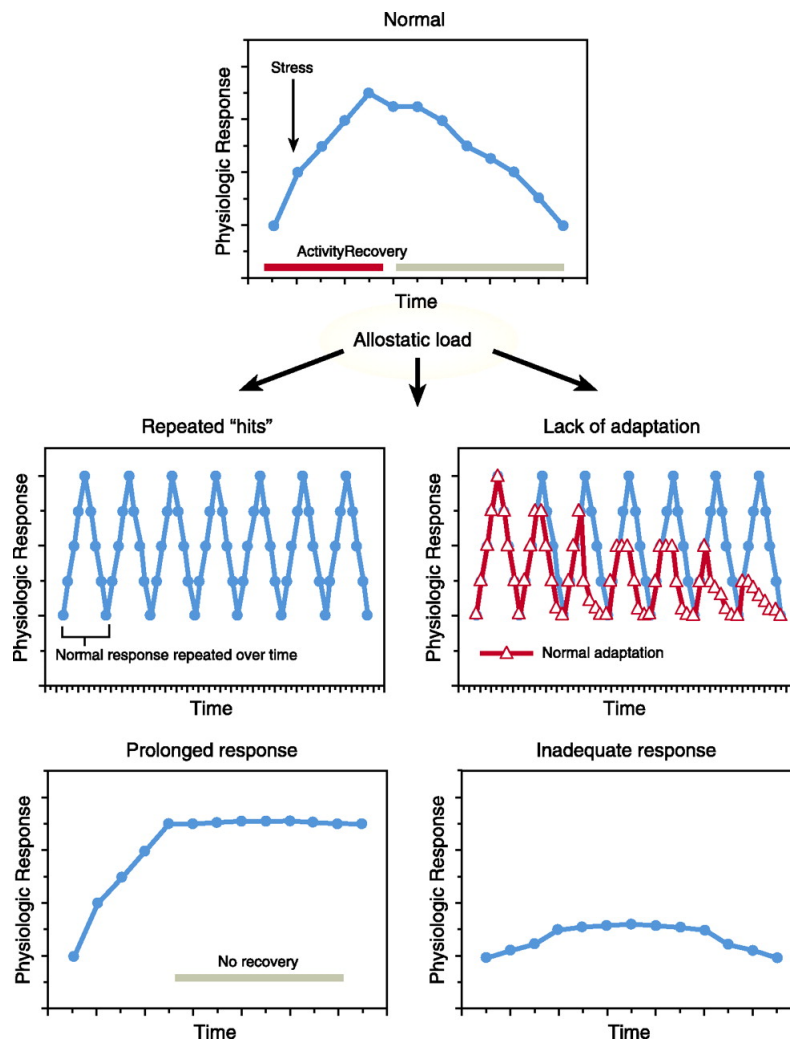 Normal
Stress
Physiologic Response
ActivityRecovery
Time
Allostatic load
Repeated "hits"
Physiologic Response
Normal response repeated over time
Time
Lack of adaptation
Physiologic Response
Normal adaptation
Time
Prolonged response
Physiologic Response
No recovery
Time
Inadequate response
Physiologic Response
Time